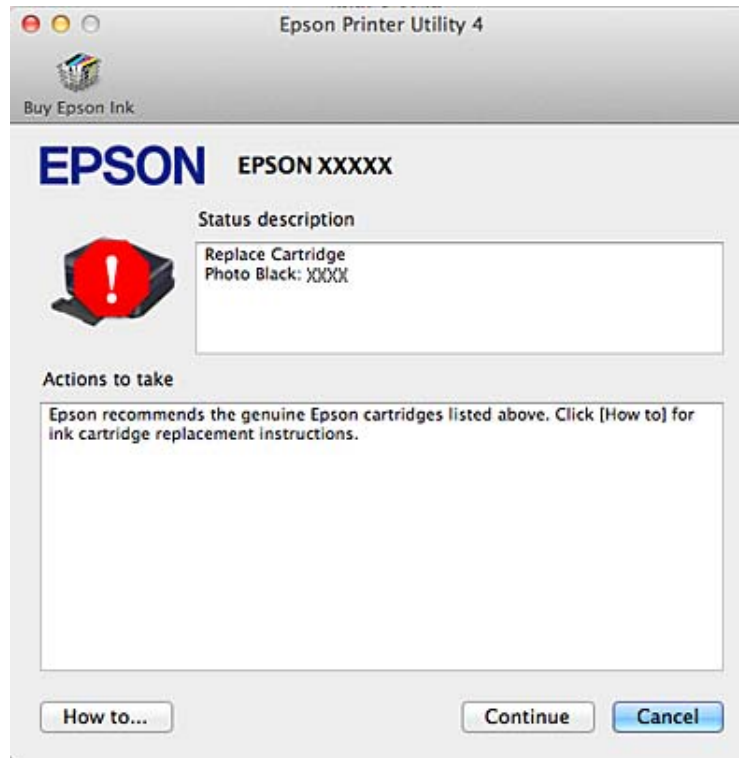 Epson Printer Utility 4
Buy Epson Ink
EPSON EPSON XXXXX
Status description
Replace Cartridge
Photo Black: XXXX
!
Actions to take
Epson recommends the genuine Epson cartridges listed above. Click [How to] for
ink cartridge replacement instructions.
How to... Continue Cancel